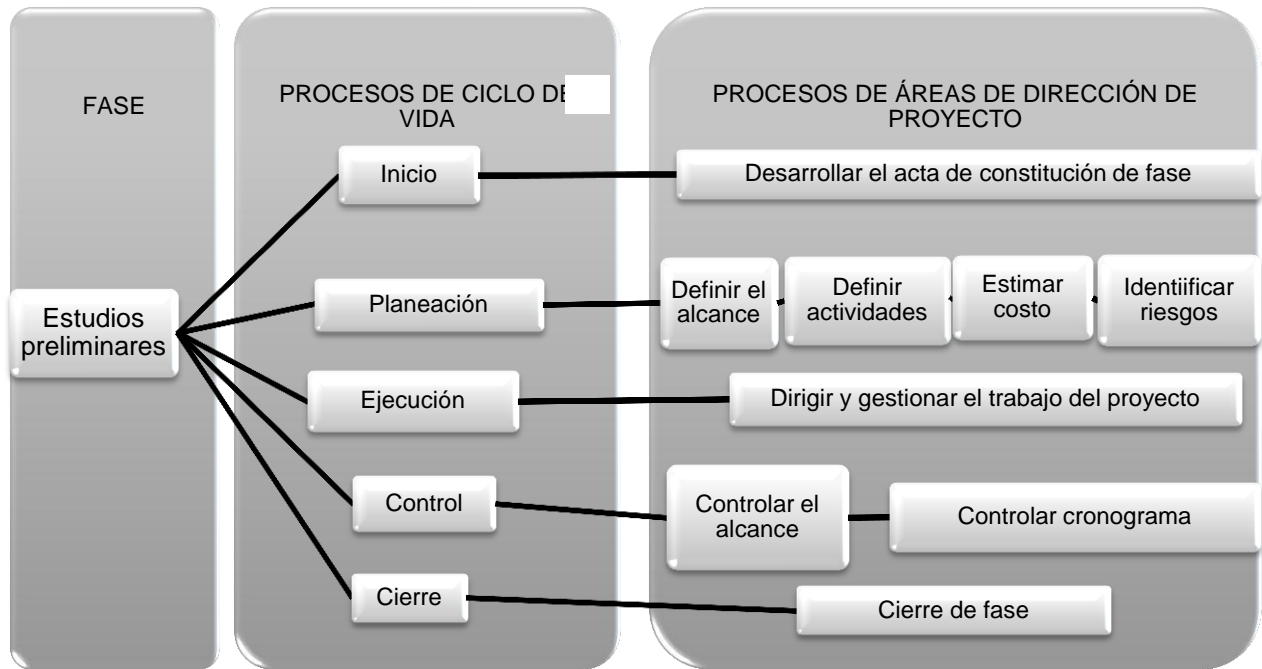 FASE
PROCESOS DE CICLO DE
VIDA
PROCESOS DE ÁREAS DE DIRECCIÓN DE
PROYECTO
Estudios
preliminares
Inicio
Desarrollar el acta de constitución de fase
Planeación
Definir el
alcance
Definir
actividades
Estimar
costo
Identiificar
riesgos
Ejecución
Dirigir y gestionar el trabajo del proyecto
Control
Controlar el
alcance
Controlar cronograma
Cierre
Cierre de fase